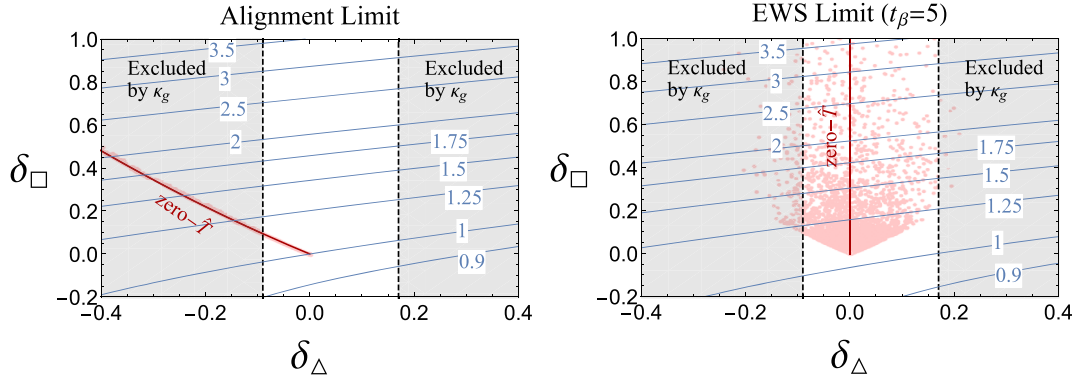 Alignment Limit
1.0
0.8
0.6
0.4
0.2
0.0
−0.2
δ□
Excluded
by κg
Excluded
by κg
3.5
3
2.5
2
1.75
1.5
1.25
1
0.9
zero−T̂
−0.4
−0.2
0.0
0.2
0.4
δ△
EWS Limit (tβ=5)
1.0
0.8
0.6
0.4
0.2
0.0
−0.2
δ□
Excluded
by κg
Excluded
by κg
3.5
3
2.5
2
1.75
1.5
1.25
1
0.9
zero−T̂
−0.4
−0.2
0.0
0.2
0.4
δ△